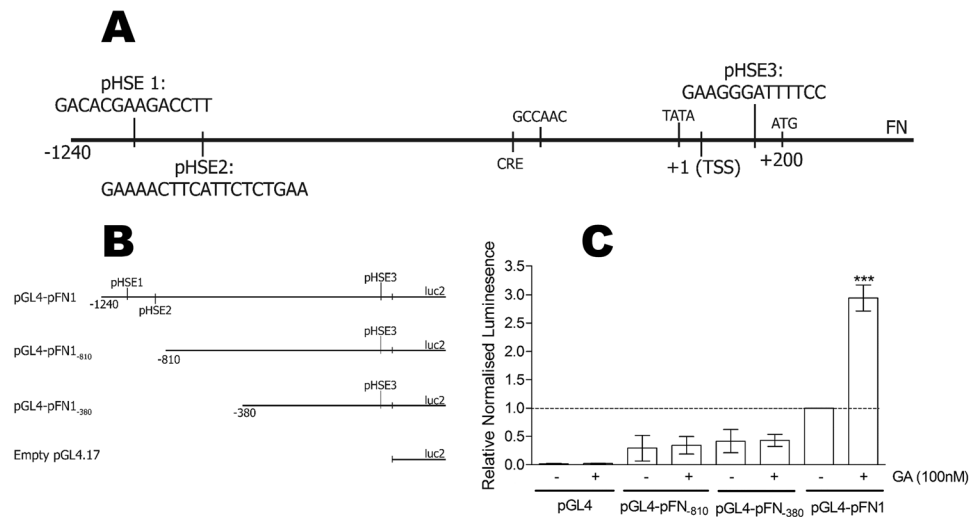 A
pHSE 1:
GACACGAAGACCTT
pHSE3:
GAAGGGATTTTCC
GCCAAC
TATA
ATG
FN
-1240
CRE
+1 (TSS)
+200
pHSE2:
GAAAACTTCATTCTCTGAA
B
pGL4-pFN1
-1240
pHSE1
pHSE2
pHSE3
luc2
pGL4-pFN1-810
-810
pHSE3
luc2
pGL4-pFN1-380
-380
pHSE3
luc2
Empty pGL4.17
luc2
C
Relative Normalised Luminesence
3.5
3.0
2.5
2.0
1.5
1.0
0.5
0.0
***
- + - + - + - + GA (100nM)
pGL4 pGL4-pFN-810 pGL4-pFN-380 pGL4-pFN1